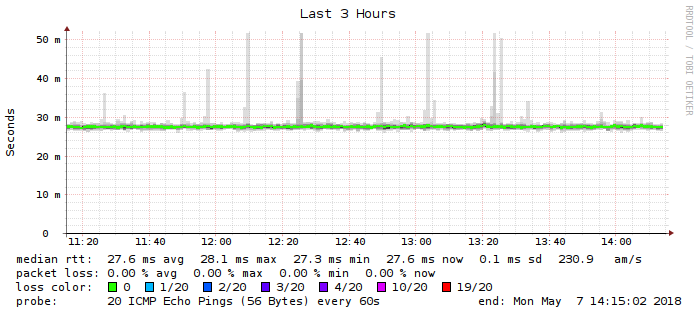 Last 3 Hours
RRDTOOL / TOBI OETIKER
Seconds
50 m
40 m
30 m
20 m
10 m
0
11:20 11:40 12:00 12:20 12:40 13:00 13:20 13:40 14:00
median rtt: 27.6 ms avg 28.1 ms max 27.3 ms min 27.6 ms now 0.1 ms sd 230.9 am/s
packet loss: 0.00 % avg 0.00 % max 0.00 % min 0.00 % now
loss color: 0 1/20 2/20 3/20 4/20 10/20 19/20
probe: 20 ICMP Echo Pings (56 Bytes) every 60s end: Mon May 7 14:15:02 2018